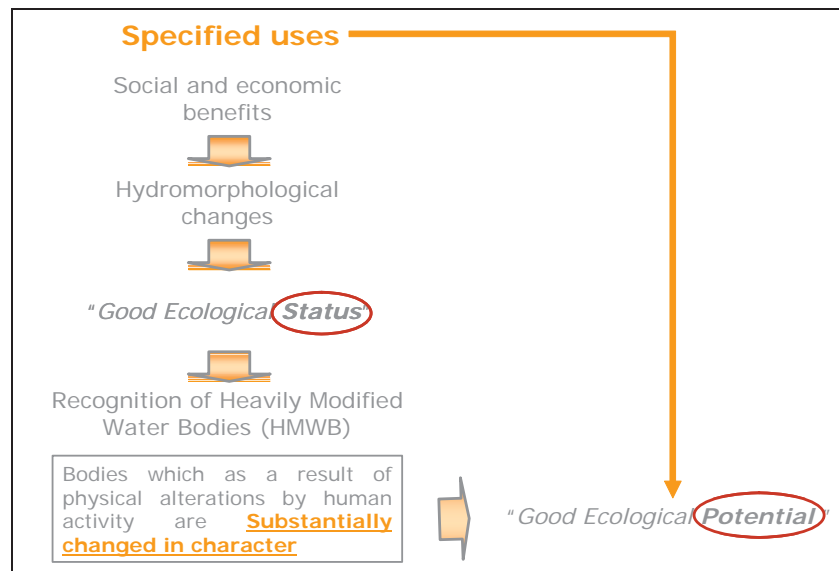 Specified uses
Social and economic
benefits
Hydromorphological
changes
"Good Ecological Status"
Recognition of Heavily Modified
Water Bodies (HMWB)
Bodies which as a result of
physical alterations by human
activity are Substantially
changed in character
"Good Ecological Potential"